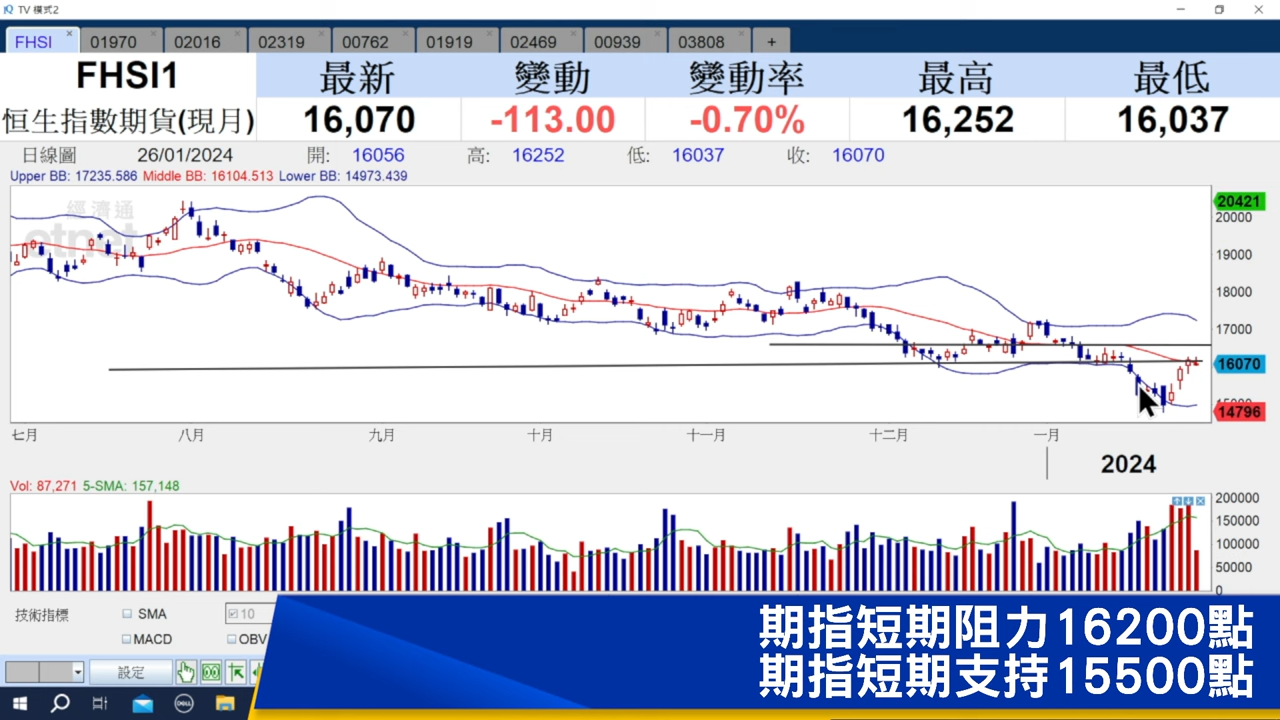 TV 模式2
FHSI 01970 02016 02319 00762 01919 02469 00939 03808 +
FHSI1 最新 變動 變動率 最高 最低
恒生指數期貨(現月) 16,070 -113.00 -0.70% 16,252 16,037
日線圖 26/01/2024 開: 16056 高: 16252 低: 16037 收: 16070
Upper BB: 17235.586 Middle BB: 16104.513 Lower BB: 14973.439
經濟通
etnet
20421
20000
19000
18000
17000
16070
15000
14796
七月 八月 九月 十月 十一月 十二月 一月
2024
Vol: 87,271 5-SMA: 157,148
200000
150000
100000
50000
0
技術指標 SMA 10
MACD OBV
設定
期指短期阻力16200點
期指短期支持15500點
DELL